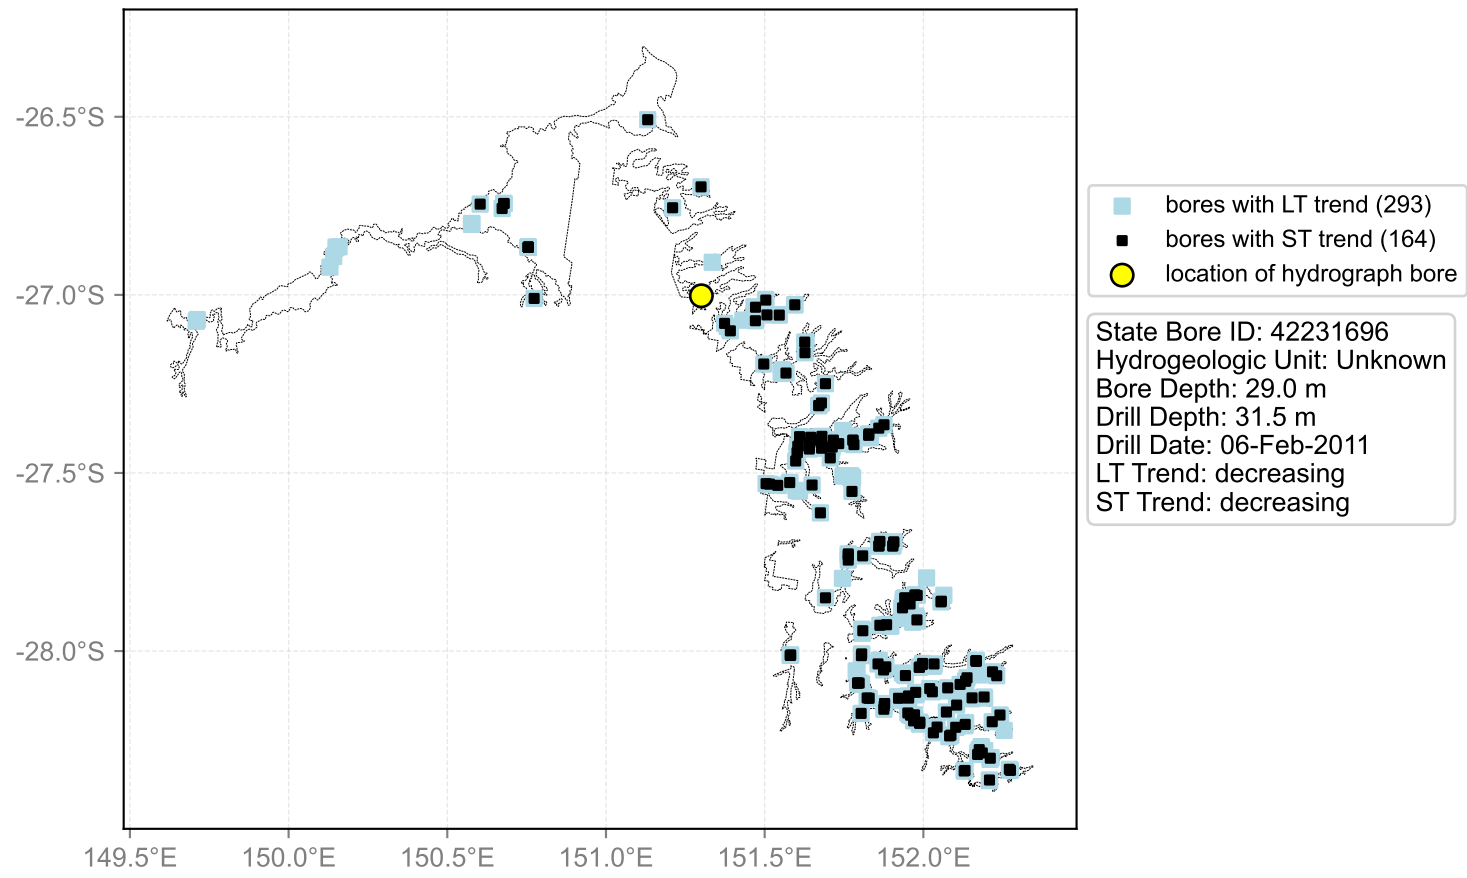 -26.5°S
-27.0°S
-27.5°S
-28.0°S
149.5°E
150.0°E
150.5°E
151.0°E
151.5°E
152.0°E
bores with LT trend (293)
bores with ST trend (164)
location of hydrograph bore
State Bore ID: 42231696
Hydrogeologic Unit: Unknown
Bore Depth: 29.0 m
Drill Depth: 31.5 m
Drill Date: 06-Feb-2011
LT Trend: decreasing
ST Trend: decreasing